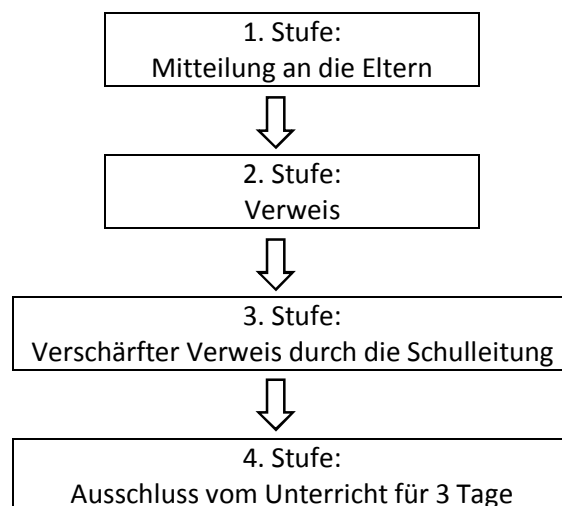 1. Stufe:
Mitteilung an die Eltern
2. Stufe:
Verweis
3. Stufe:
Verschärfter Verweis durch die Schulleitung
4. Stufe:
Ausschluss vom Unterricht für 3 Tage